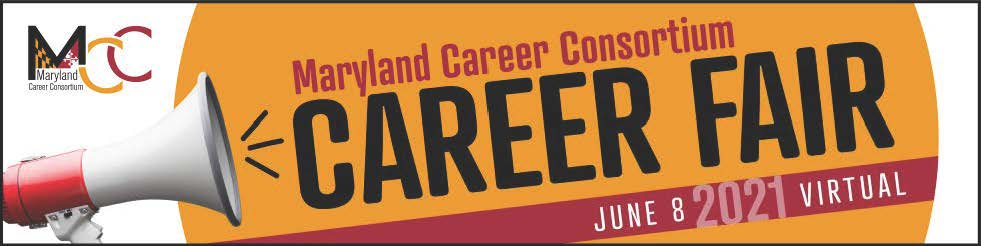 MCC
Maryland
Career Consortium
Maryland Career Consortium
CAREER FAIR
JUNE 8 2021 VIRTUAL